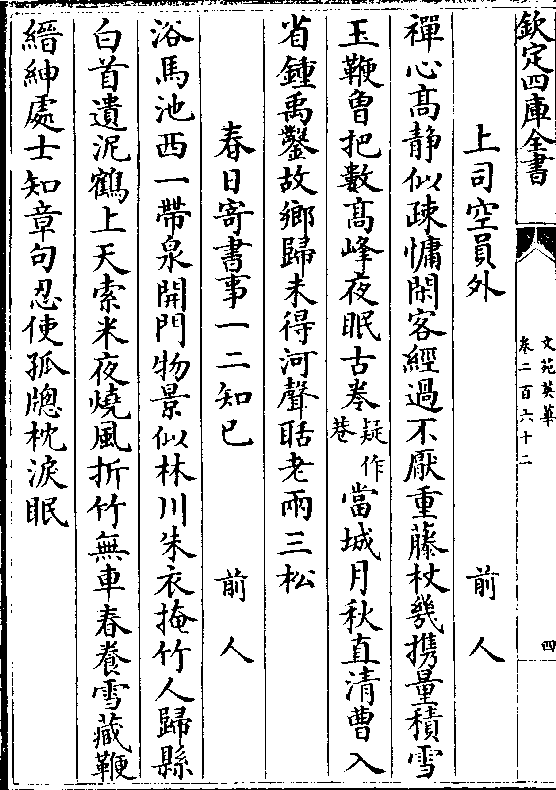 欽定四庫全書
文苑英華
卷二百六十二
四
上司空員外　前人
禪心髙静似疎慵閑客經過不厭重藤杖幾携量積雪
玉鞭曾把數髙峰夜眠古巻疑作巷當城月秋直清曹入
省鍾禹鑿故鄉歸未得河聲聒老兩三松
春日寄書事一二知已　前人
浴馬池西一帶泉開門物景似林川朱衣掩竹人歸縣
白首遺泥鶴上天索米夜燒風折竹無車春養雪藏鞭
縉紳處士知章句忍使孤牕枕淚眠